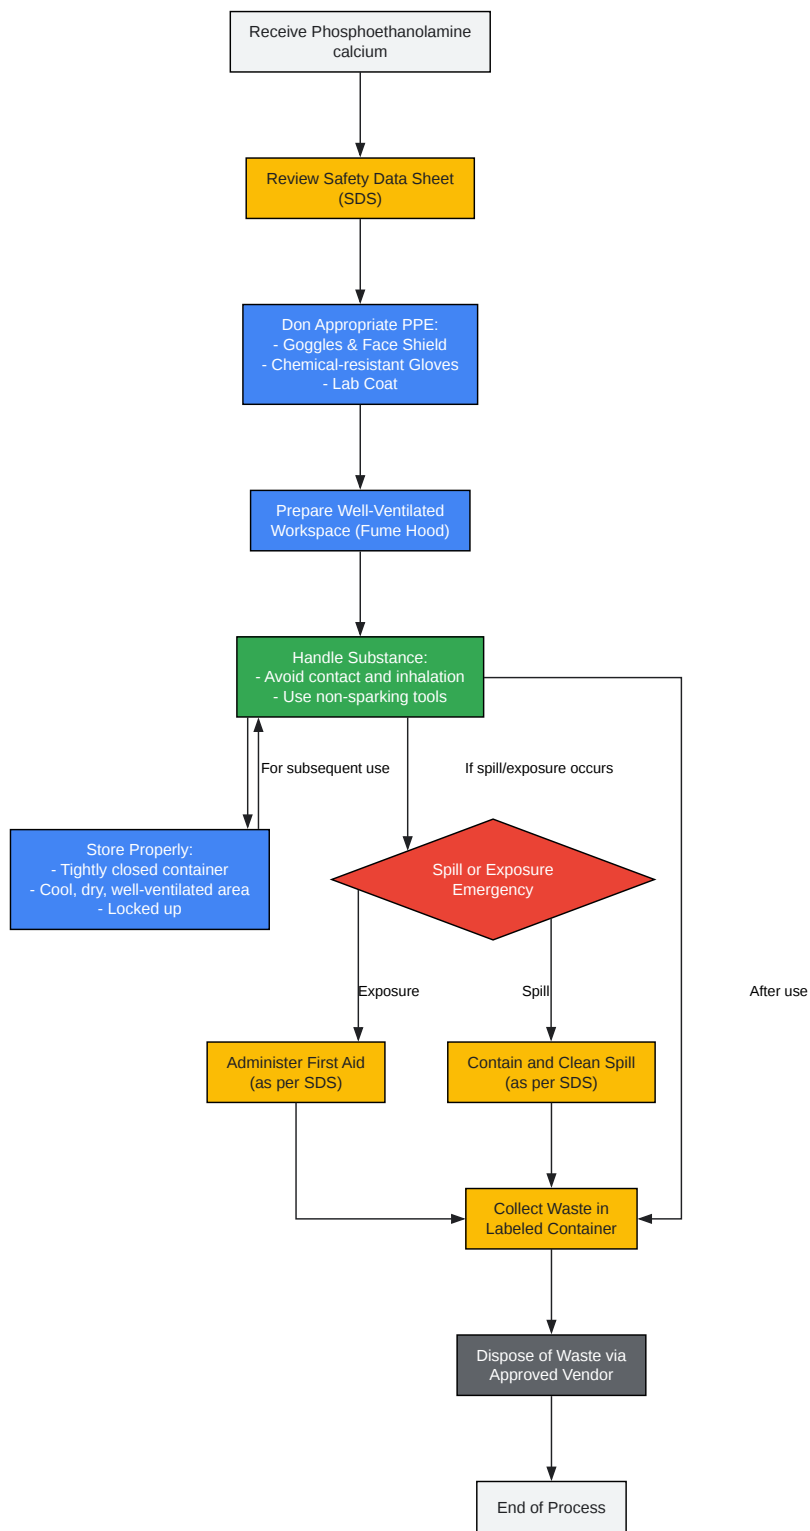 Receive Phosphoethanolamine
calcium
Review Safety Data Sheet
(SDS)
Don Appropriate PPE:
- Goggles & Face Shield
- Chemical-resistant Gloves
- Lab Coat
Prepare Well-Ventilated
Workspace (Fume Hood)
Handle Substance:
- Avoid contact and inhalation
- Use non-sparking tools
For subsequent use
If spill/exposure occurs
Store Properly:
- Tightly closed container
- Cool, dry, well-ventilated area
- Locked up
Spill or Exposure
Emergency
Exposure
Spill
After use
Administer First Aid
(as per SDS)
Contain and Clean Spill
(as per SDS)
Collect Waste in
Labeled Container
Dispose of Waste via
Approved Vendor
End of Process